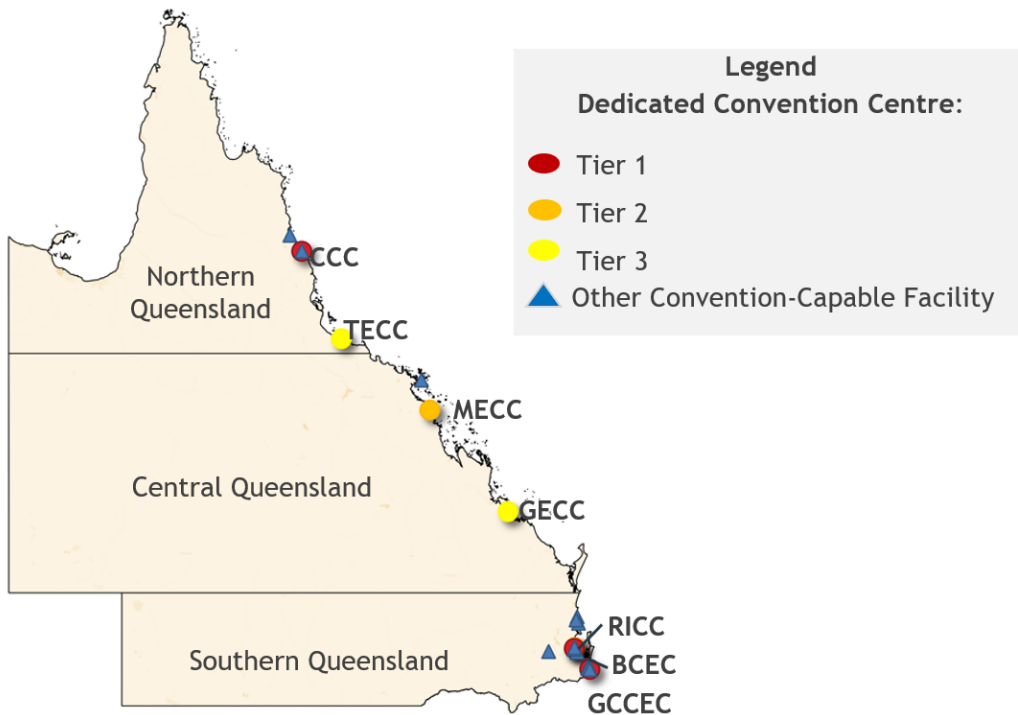 Legend
Dedicated Convention Centre:
Tier 1
Tier 2
Tier 3
Other Convention-Capable Facility
CCC
Northern
Queensland
TECC
MECC
Central Queensland
GECC
RICC
Southern Queensland
BCEC
GCCEC